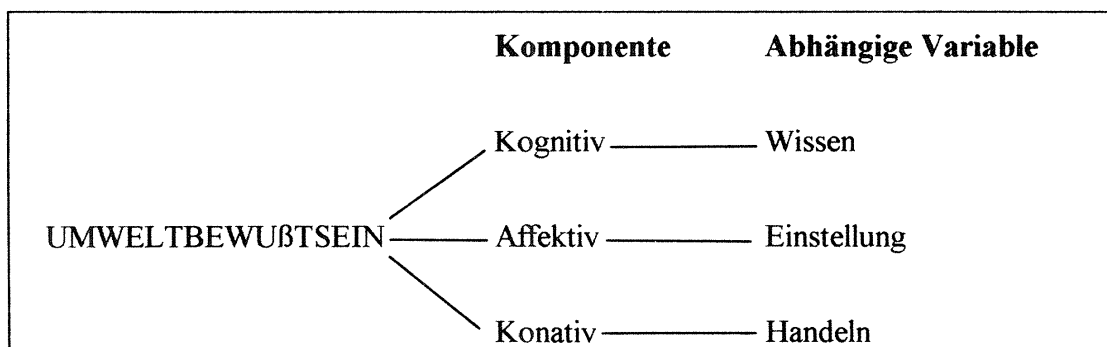 Komponente Abhängige Variable
Kognitiv Wissen
UMWELTBEWUßTSEIN Affektiv Einstellung
Konativ Handeln